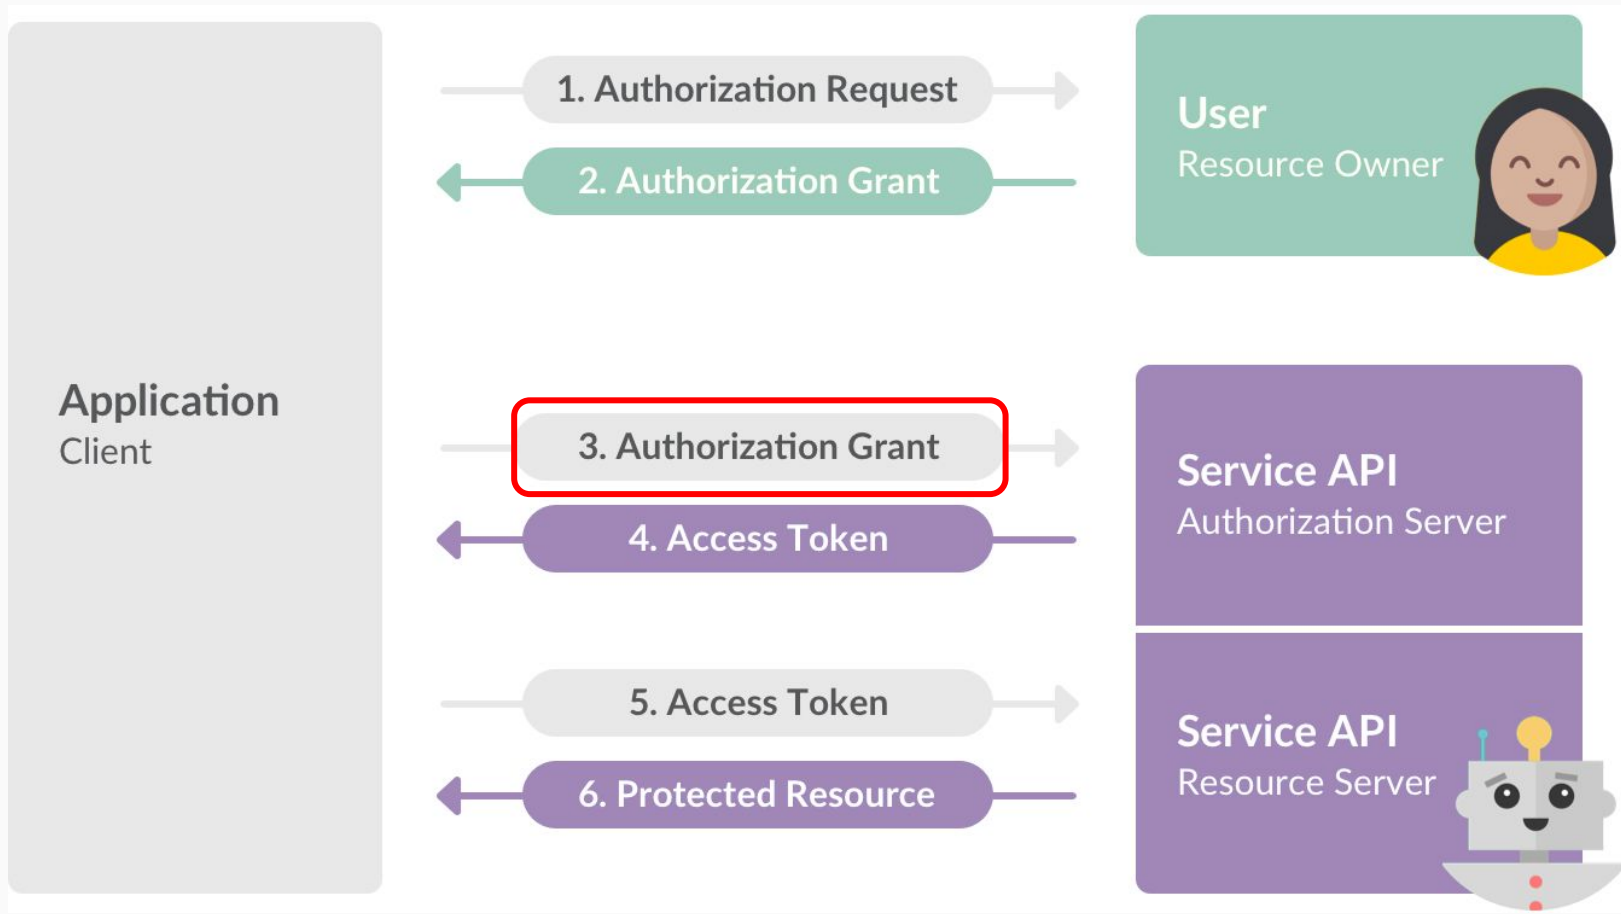 1. Authorization Request
2. Authorization Grant
User
Resource Owner
Application
Client
3. Authorization Grant
4. Access Token
Service API
Authorization Server
5. Access Token
6. Protected Resource
Service API
Resource Server